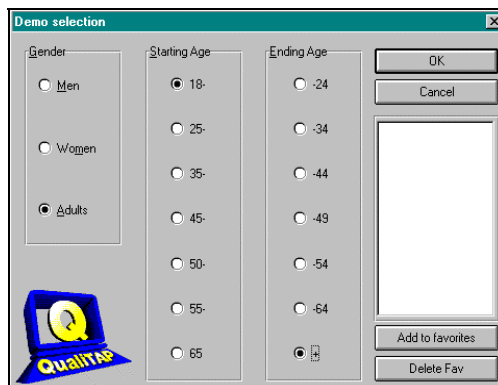 Demo selection
Gender
Men
Women
Adults
Starting Age
18-
25-
35-
45-
50-
55-
65
Ending Age
-24
-34
-44
-49
-54
-64
+
OK
Cancel
Add to favorites
Delete Fav
Q
QualiTAP